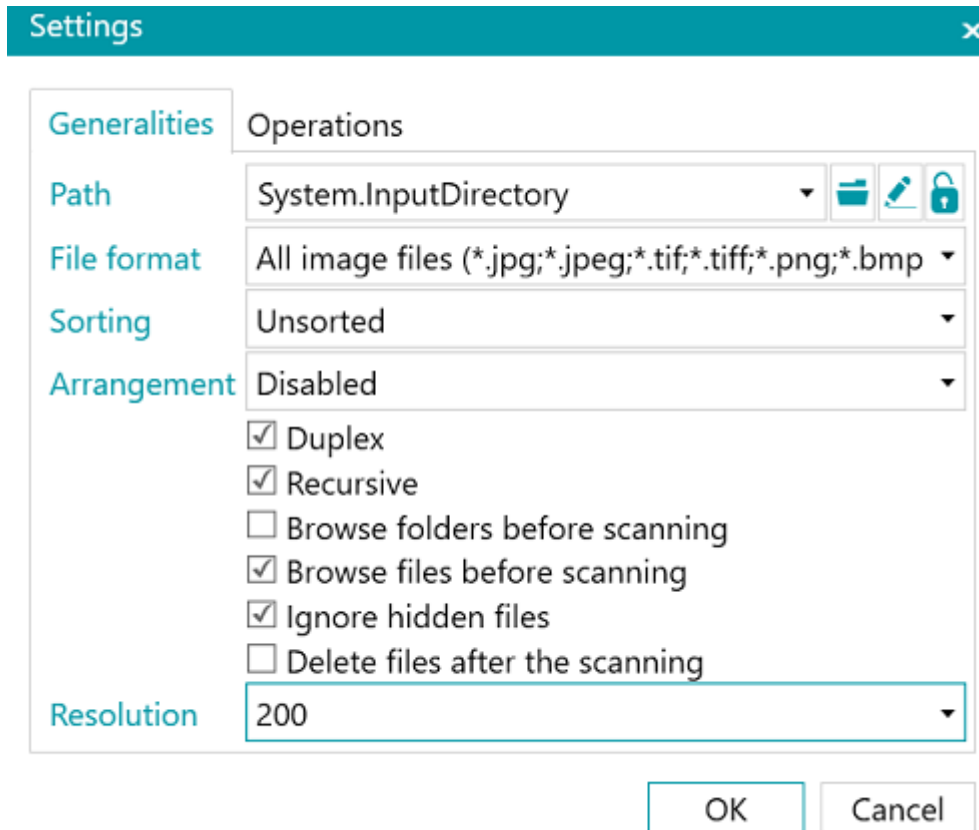 Settings
Generalities Operations
Path System.InputDirectory
File format All image files (*.jpg;*.jpeg;*.tif;*.tiff;*.png;*.bmp
Sorting Unsorted
Arrangement Disabled
Duplex
Recursive
Browse folders before scanning
Browse files before scanning
Ignore hidden files
Delete files after the scanning
Resolution 200
OK Cancel